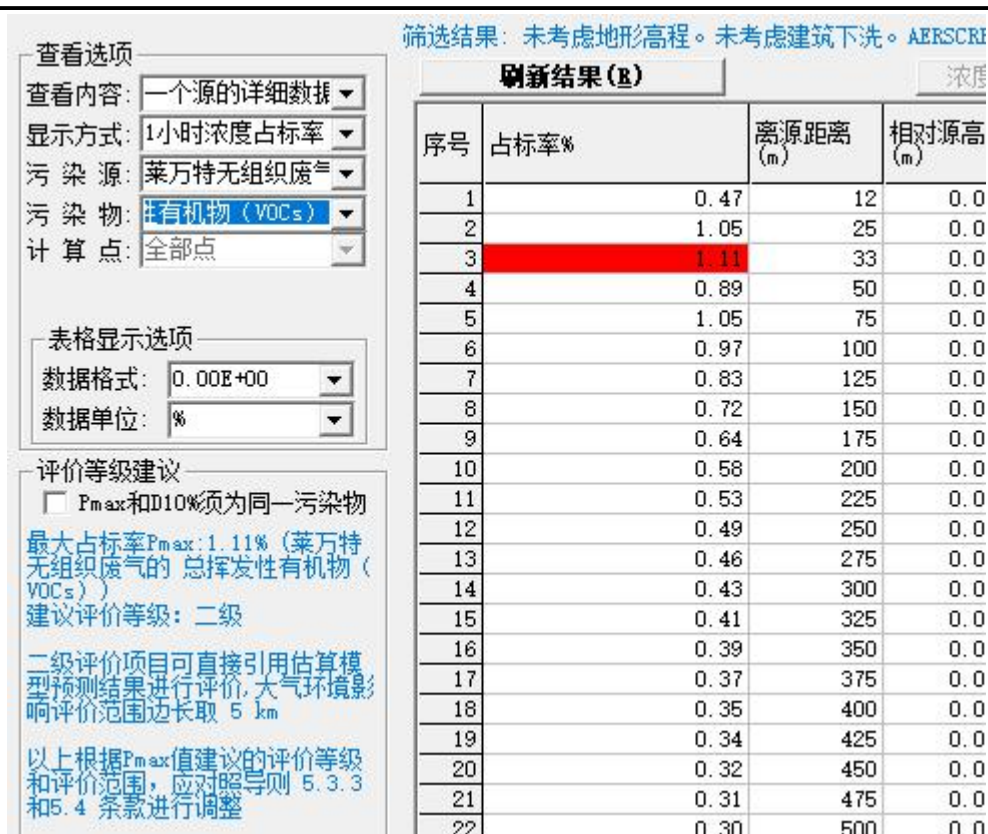 筛选结果: 未考虑地形高程。未考虑建筑下洗。AERSCRE
查看选项
查看内容: 一个源的详细数据
显示方式: 1小时浓度占标率
污 染 源: 莱万特无组织废气
污 染 物: 有机物 (VOCs)
计 算 点: 全部点
表格显示选项
数据格式: 0.00E+00
数据单位: %
评价等级建议
Pmax和D10%须为同一污染物
最大占标率Pmax:1.11% (莱万特
无组织废气的 总挥发性有机物 (
VOCs) )
建议评价等级: 二级
二级评价项目可直接引用估算模
型预测结果进行评价,大气环境影
响评价范围边长取 5 km
以上根据Pmax值建议的评价等级
和评价范围, 应对照导则 5.3.3
和5.4 条款进行调整
刷新结果(R)
浓度
序号 占标率% 离源距离(m) 相对源高(m)
1 0.47 12 0.0
2 1.05 25 0.0
3 1.11 33 0.0
4 0.89 50 0.0
5 1.05 75 0.0
6 0.97 100 0.0
7 0.83 125 0.0
8 0.72 150 0.0
9 0.64 175 0.0
10 0.58 200 0.0
11 0.53 225 0.0
12 0.49 250 0.0
13 0.46 275 0.0
14 0.43 300 0.0
15 0.41 325 0.0
16 0.39 350 0.0
17 0.37 375 0.0
18 0.35 400 0.0
19 0.34 425 0.0
20 0.32 450 0.0
21 0.31 475 0.0
22 0.30 500 0.0